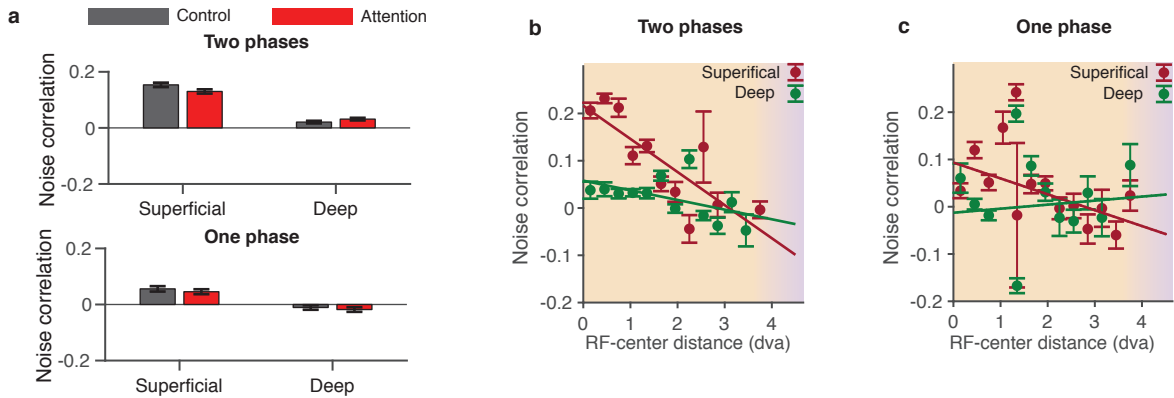 a
Control
Attention
Two phases
Noise correlation
0.2
0
-0.2
Superficial
Deep
One phase
Noise correlation
0.2
0
-0.2
Superficial
Deep
b
Two phases
Superifical
Deep
Noise correlation
0.2
0.1
0
-0.1
-0.2
0
1
2
3
4
RF-center distance (dva)
c
One phase
Superifical
Deep
Noise correlation
0.2
0.1
0
-0.1
-0.2
0
1
2
3
4
RF-center distance (dva)